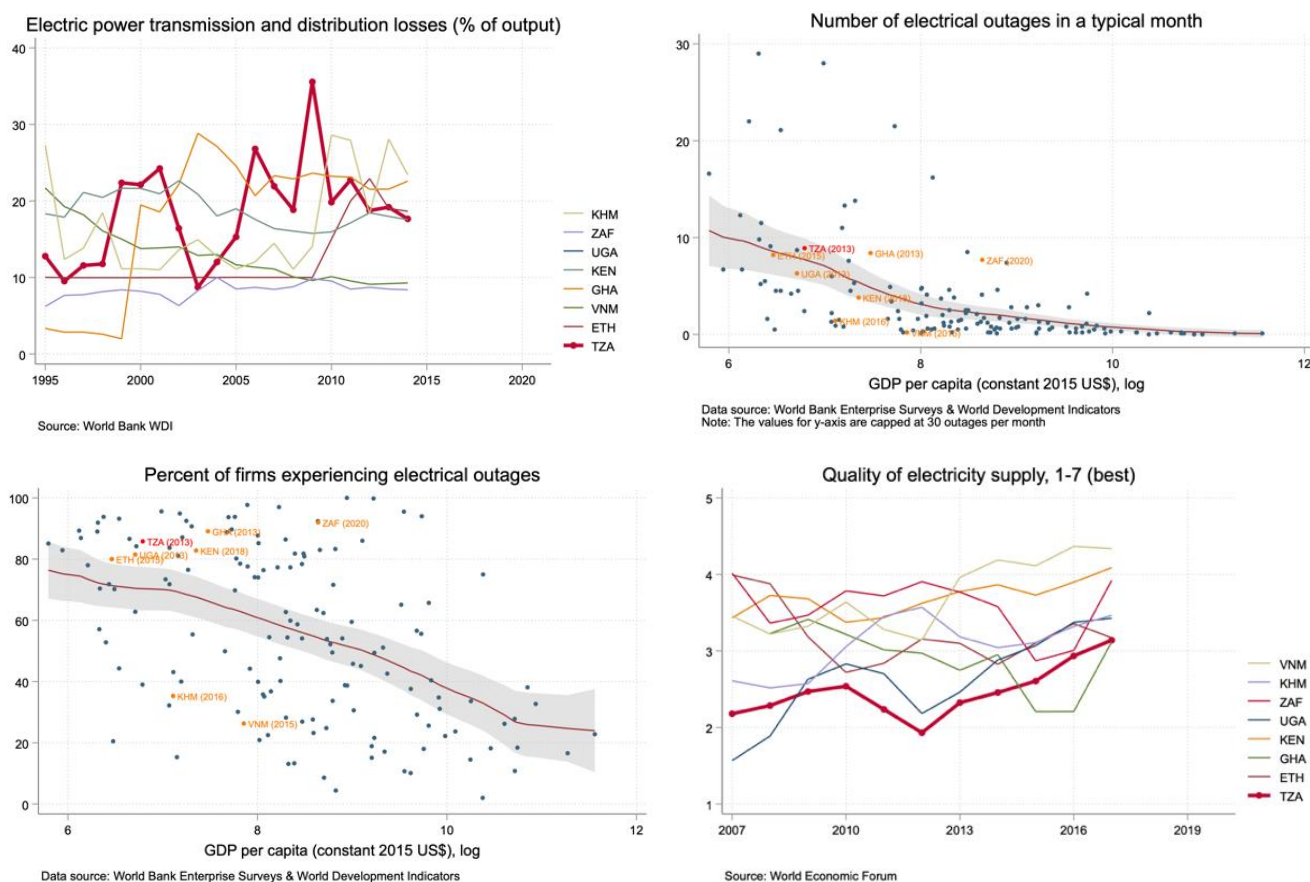 Electric power transmission and distribution losses (% of output)
40
30
20
10
0
1995 2000 2005 2010 2015 2020
KHM
ZAF
UGA
KEN
GHA
VNM
ETH
TZA
Source: World Bank WDI
Number of electrical outages in a typical month
30
20
10
0
TZA (2013)
ETH (2015)
GHA (2013)
ZAF (2020)
UGA (2013)
KEN (2018)
KHM (2016)
VNM (2015)
6 8 10 12
GDP per capita (constant 2015 US$), log
Data source: World Bank Enterprise Surveys & World Development Indicators
Note: The values for y-axis are capped at 30 outages per month
Percent of firms experiencing electrical outages
100
80
60
40
20
0
ZAF (2020)
GHA (2013)
TZA (2013)
KEN (2018)
UGA (2013)
ETH (2015)
KHM (2016)
VNM (2015)
6 8 10 12
GDP per capita (constant 2015 US$), log
Data source: World Bank Enterprise Surveys & World Development Indicators
Quality of electricity supply, 1-7 (best)
5
4
3
2
1
2007 2010 2013 2016 2019
VNM
KHM
ZAF
UGA
KEN
GHA
ETH
TZA
Source: World Economic Forum